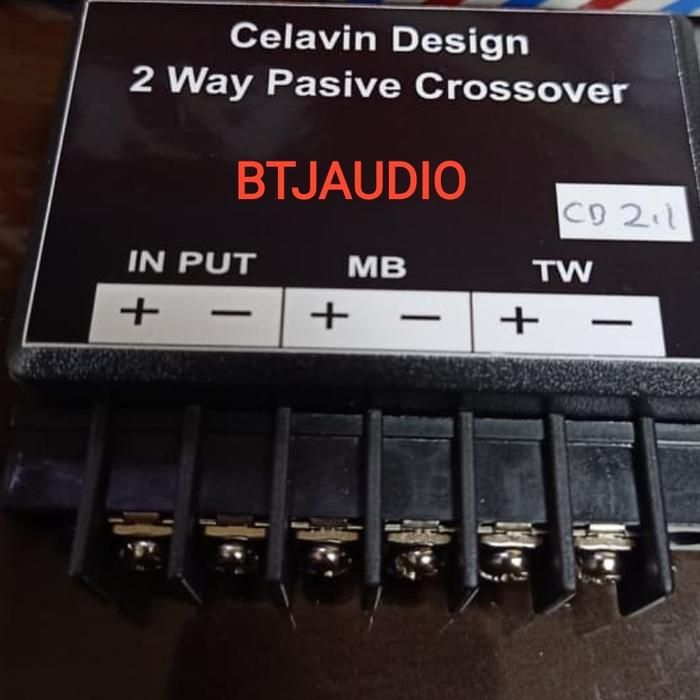 Celavin Design
2 Way Pasive Crossover
BTJAUDIO
CD 2.1
IN PUT MB TW
+ − + − + −